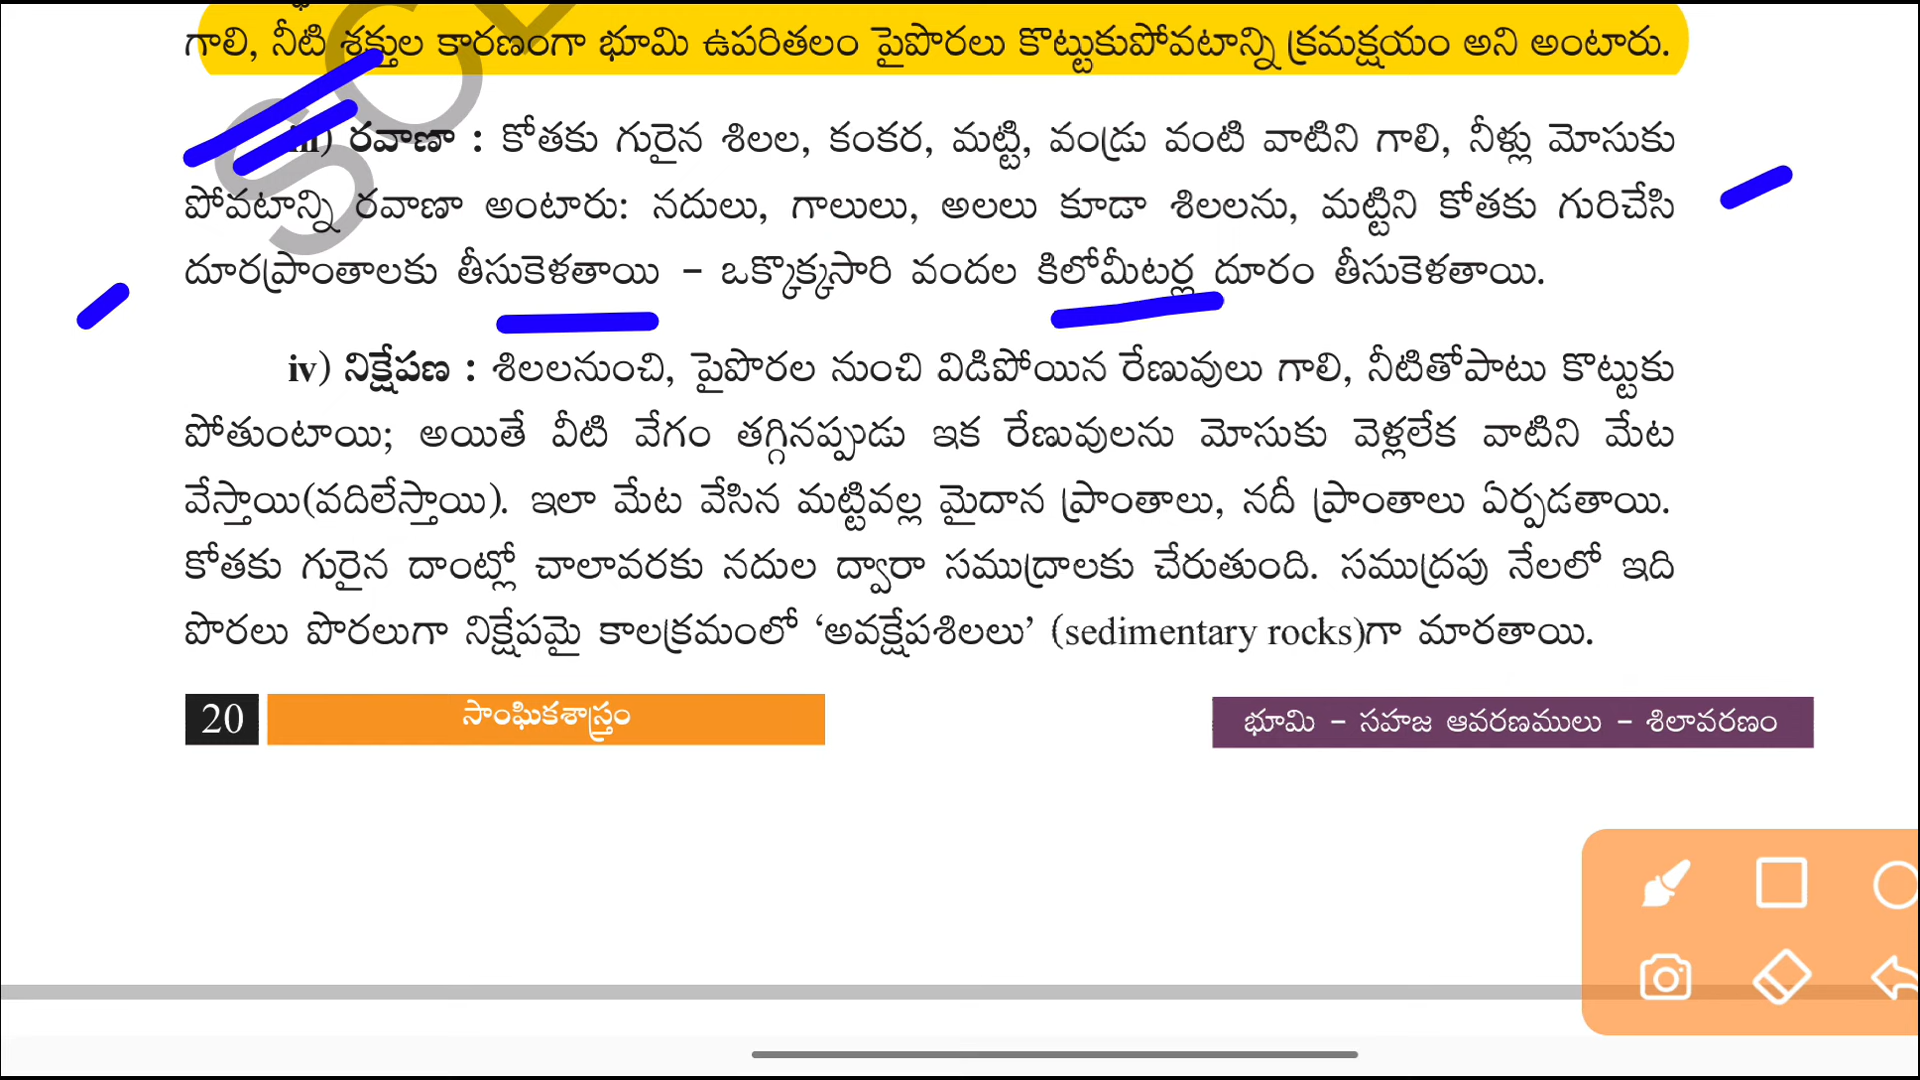 గాలి, నీటి శక్తుల కారణంగా భూమి ఉపరితలం పైపొరలు కొట్టుకుపోవటాన్ని క్రమక్షయం అని అంటారు.
iii) రవాణా : కోతకు గురైన శిలల, కంకర, మట్టి, వండ్రు వంటి వాటిని గాలి, నీళ్లు మోసుకు
పోవటాన్ని రవాణా అంటారు: నదులు, గాలులు, అలలు కూడా శిలలను, మట్టిని కోతకు గురిచేసి
దూరప్రాంతాలకు తీసుకెళతాయి – ఒక్కొక్కసారి వందల కిలోమీటర్ల దూరం తీసుకెళతాయి.
iv) నిక్షేపణ : శిలలనుంచి, పైపొరల నుంచి విడిపోయిన రేణువులు గాలి, నీటితోపాటు కొట్టుకు
పోతుంటాయి; అయితే వీటి వేగం తగ్గినప్పుడు ఇక రేణువులను మోసుకు వెళ్లలేక వాటిని మేట
వేస్తాయి(వదిలేస్తాయి). ఇలా మేట వేసిన మట్టివల్ల మైదాన ప్రాంతాలు, నదీ ప్రాంతాలు ఏర్పడతాయి.
కోతకు గురైన దాంట్లో చాలావరకు నదుల ద్వారా సముద్రాలకు చేరుతుంది. సముద్రపు నేలలో ఇది
పొరలు పొరలుగా నిక్షేపమై కాలక్రమంలో ‘అవక్షేపశిలలు’ (sedimentary rocks)గా మారతాయి.
20 సాంఘికశాస్త్రం
భూమి – సహజ ఆవరణములు – శిలావరణం